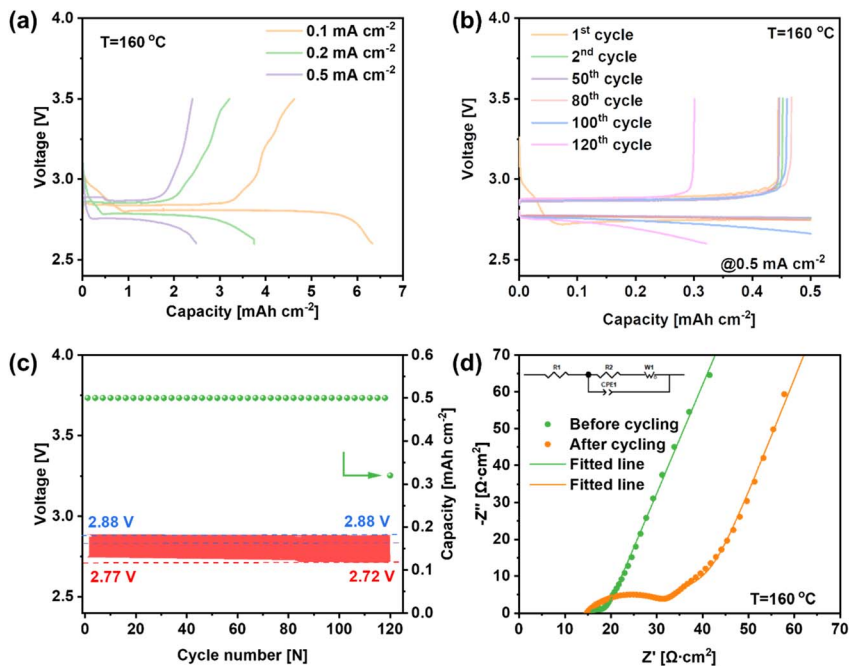 (a)
T=160 °C
0.1 mA cm⁻²
0.2 mA cm⁻²
0.5 mA cm⁻²
Voltage [V]
4.0
3.5
3.0
2.5
0 1 2 3 4 5 6 7
Capacity [mAh cm⁻²]
(b)
T=160 °C
1ˢᵗ cycle
2ⁿᵈ cycle
50ᵗʰ cycle
80ᵗʰ cycle
100ᵗʰ cycle
120ᵗʰ cycle
@0.5 mA cm⁻²
Voltage [V]
4.0
3.5
3.0
2.5
0.0 0.1 0.2 0.3 0.4 0.5
Capacity [mAh cm⁻²]
(c)
Voltage [V]
4.0
3.5
3.0
2.5
2.88 V 2.88 V
2.77 V 2.72 V
0.6
0.5
0.4
0.3
0.2
0.1
0.0
Capacity [mAh cm⁻²]
0 20 40 60 80 100 120
Cycle number [N]
(d)
R1 R2 W1
CPE1
Before cycling
After cycling
Fitted line
Fitted line
T=160 °C
-Z'' [Ω·cm²]
70
60
50
40
30
20
10
0
0 10 20 30 40 50 60 70
Z' [Ω·cm²]